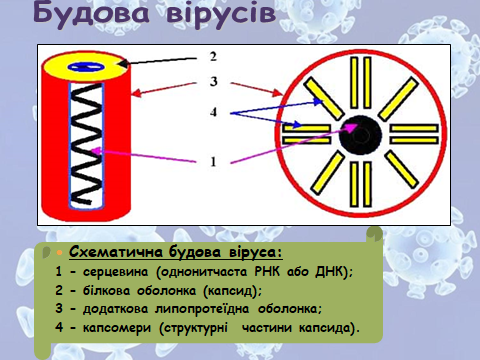 Будова вірусів
2
3
4
1
Схематична будова віруса:
1 - серцевина (однонитчаста РНК або ДНК);
2 - білкова оболонка (капсид);
3 - додаткова липопротеїдна оболонка;
4 - капсомери (структурні частини капсида).